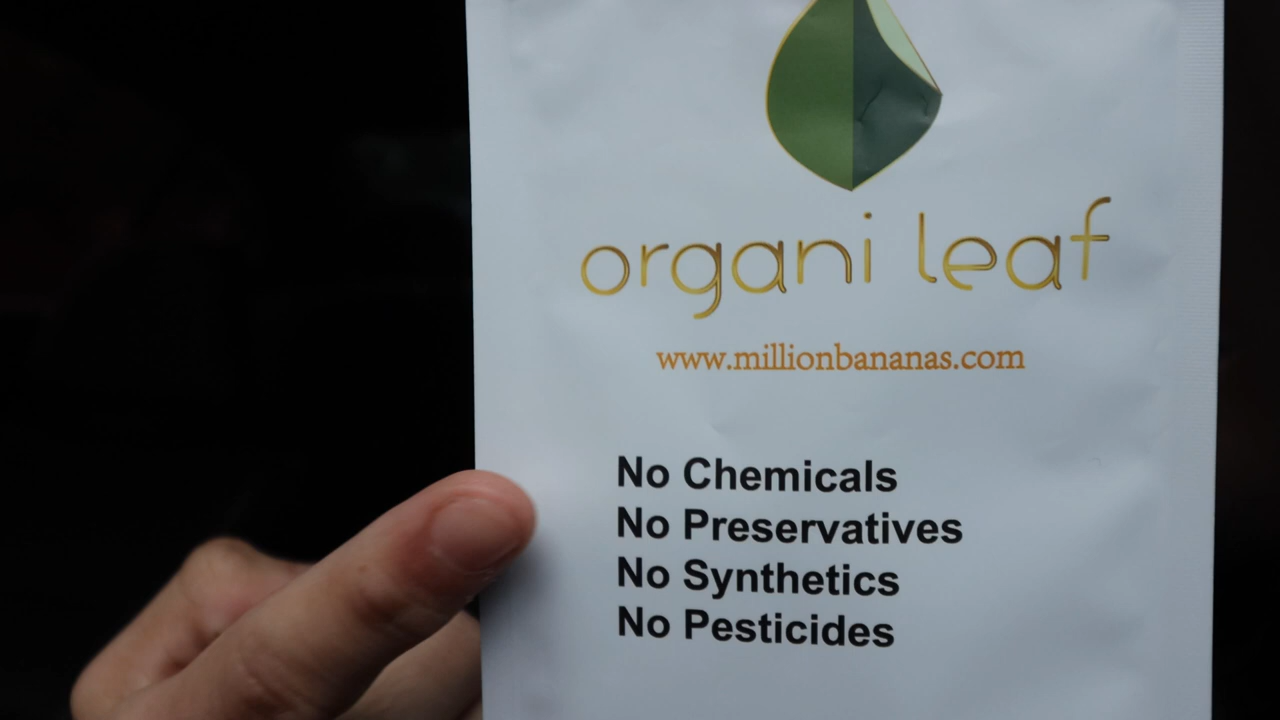 organi leaf
www.millionbananas.com
No Chemicals
No Preservatives
No Synthetics
No Pesticides